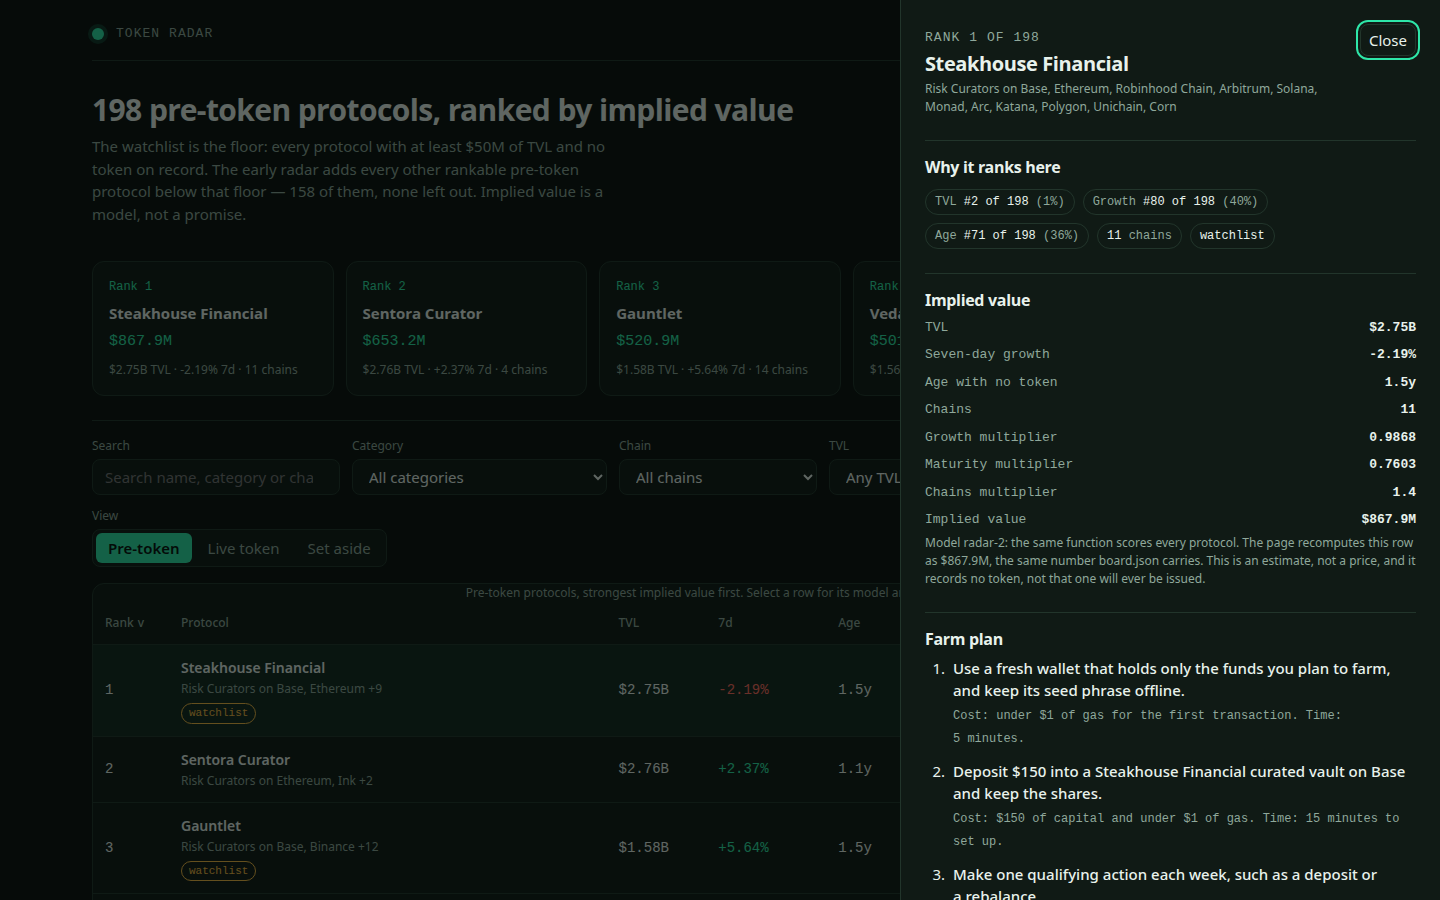 TOKEN RADAR
198 pre-token protocols, ranked by implied value
The watchlist is the floor: every protocol with at least $50M of TVL and no
token on record. The early radar adds every other rankable pre-token
protocol below that floor — 158 of them, none left out. Implied value is a
model, not a promise.
Rank 1
Steakhouse Financial
$867.9M
$2.75B TVL · -2.19% 7d · 11 chains
Rank 2
Sentora Curator
$653.2M
$2.76B TVL · +2.37% 7d · 4 chains
Rank 3
Gauntlet
$520.9M
$1.58B TVL · +5.64% 7d · 14 chains
Rank
Veda
$501
$1.56
Search
Search name, category or cha
Category
All categories
Chain
All chains
TVL
Any TVL
View
Pre-token
Live token
Set aside
Pre-token protocols, strongest implied value first. Select a row for its model a
Rank v Protocol TVL 7d Age
1 Steakhouse Financial $2.75B -2.19% 1.5y
Risk Curators on Base, Ethereum +9
watchlist
2 Sentora Curator $2.76B +2.37% 1.1y
Risk Curators on Ethereum, Ink +2
3 Gauntlet $1.58B +5.64% 1.5y
Risk Curators on Base, Binance +12
watchlist
RANK 1 OF 198
Close
Steakhouse Financial
Risk Curators on Base, Ethereum, Robinhood Chain, Arbitrum, Solana,
Monad, Arc, Katana, Polygon, Unichain, Corn
Why it ranks here
TVL #2 of 198 (1%)
Growth #80 of 198 (40%)
Age #71 of 198 (36%)
11 chains
watchlist
Implied value
TVL $2.75B
Seven-day growth -2.19%
Age with no token 1.5y
Chains 11
Growth multiplier 0.9868
Maturity multiplier 0.7603
Chains multiplier 1.4
Implied value $867.9M
Model radar-2: the same function scores every protocol. The page recomputes this row
as $867.9M, the same number board.json carries. This is an estimate, not a price, and it
records no token, not that one will ever be issued.
Farm plan
1. Use a fresh wallet that holds only the funds you plan to farm,
and keep its seed phrase offline.
Cost: under $1 of gas for the first transaction. Time:
5 minutes.
2. Deposit $150 into a Steakhouse Financial curated vault on Base
and keep the shares.
Cost: $150 of capital and under $1 of gas. Time: 15 minutes to
set up.
3. Make one qualifying action each week, such as a deposit or
a rebalance